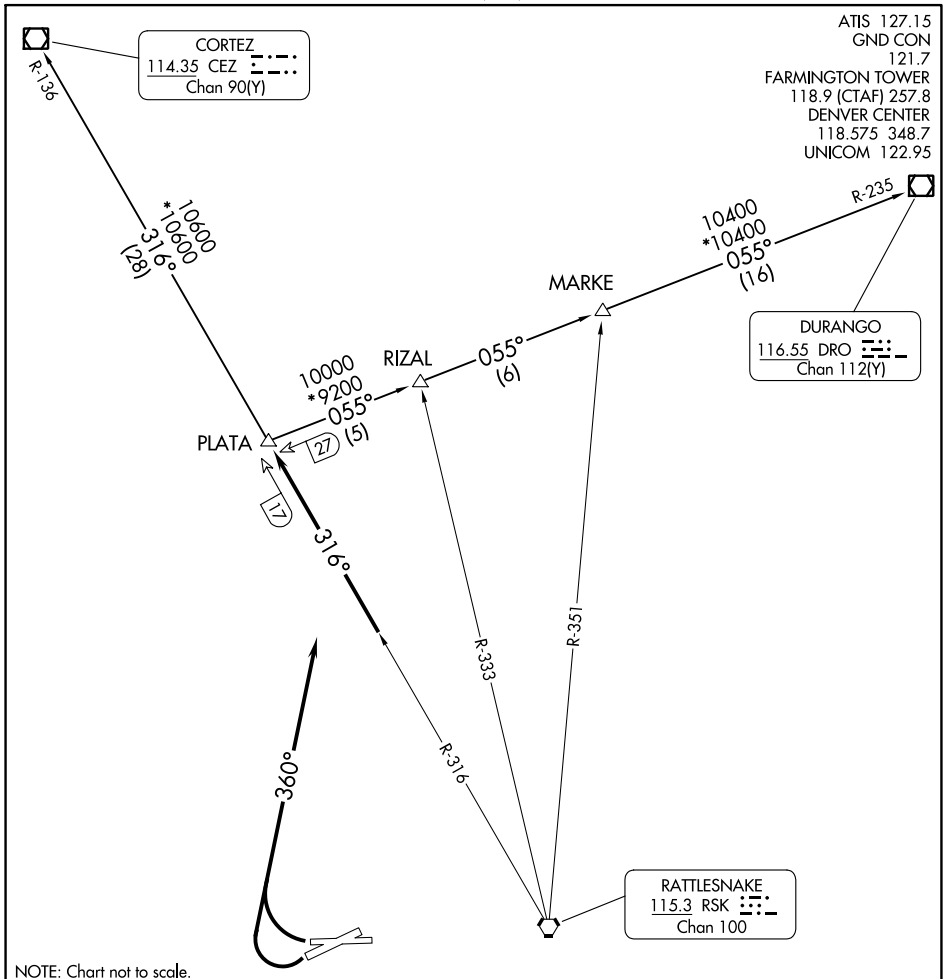 ATIS 127.15
GND CON
121.7
FARMINGTON TOWER
118.9 (CTAF) 257.8
DENVER CENTER
118.575 348.7
UNICOM 122.95
CORTEZ
114.35 CEZ
Chan 90(Y)
R-136
10600
*10600
316°
(28)
R-235
10400
*10400
055°
(16)
MARKE
DURANGO
116.55 DRO
Chan 112(Y)
RIZAL
055°
(6)
10000
*9200
055°
(5)
PLATA
27
17
316°
R-333
R-351
R-316
360°
RATTLESNAKE
115.3 RSK
Chan 100
NOTE: Chart not to scale.